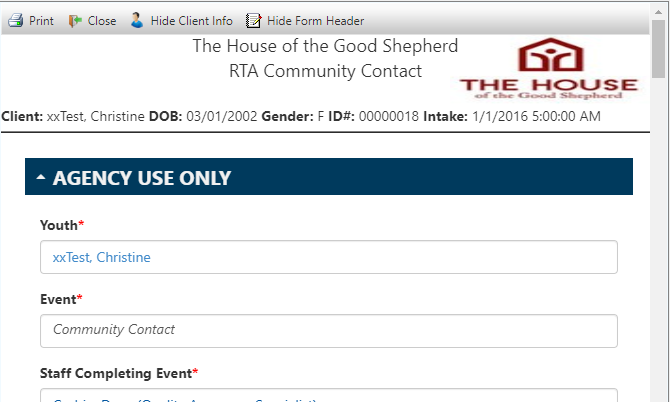 Print Close Hide Client Info Hide Form Header
The House of the Good Shepherd
RTA Community Contact
THE HOUSE
of the Good Shepherd
Client: xxTest, Christine DOB: 03/01/2002 Gender: F ID#: 00000018 Intake: 1/1/2016 5:00:00 AM
AGENCY USE ONLY
Youth*
xxTest, Christine
Event*
Community Contact
Staff Completing Event*